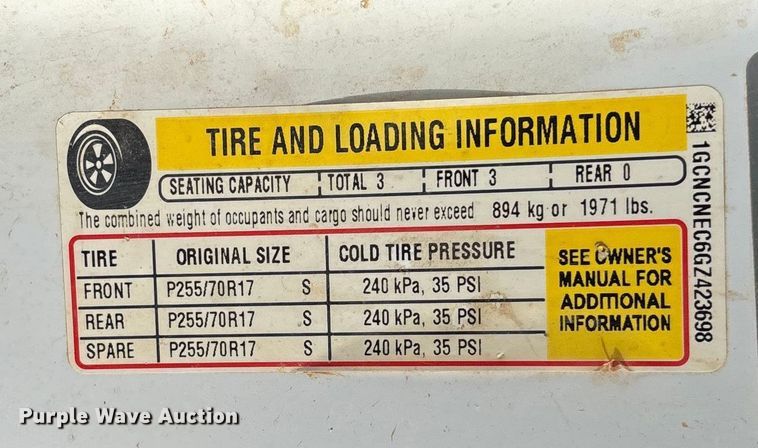 TIRE AND LOADING INFORMATION
SEATING CAPACITY TOTAL 3 FRONT 3 REAR 0
The combined weight of occupants and cargo should never exceed 894 kg or 1971 lbs.
TIRE ORIGINAL SIZE COLD TIRE PRESSURE
FRONT P255/70R17 S 240 kPa, 35 PSI
REAR P255/70R17 S 240 kPa, 35 PSI
SPARE P255/70R17 S 240 kPa, 35 PSI
SEE OWNER'S
MANUAL FOR
ADDITIONAL
INFORMATION
1GCNCNEC6GZ423698
Purple Wave Auction